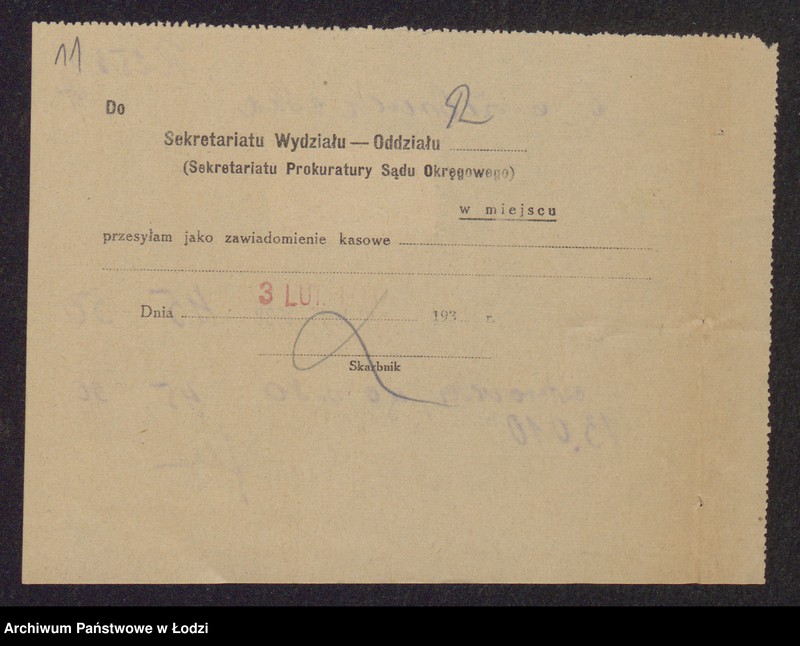 11
Do
Sekretariatu Wydziału — Oddziału
(Sekretariatu Prokuratury Sądu Okręgowego)
w miejscu
przesyłam jako zawiadomienie kasowe
Dnia 3 LUT. 193 r.
Skarbnik
Archiwum Państwowe w Łodzi